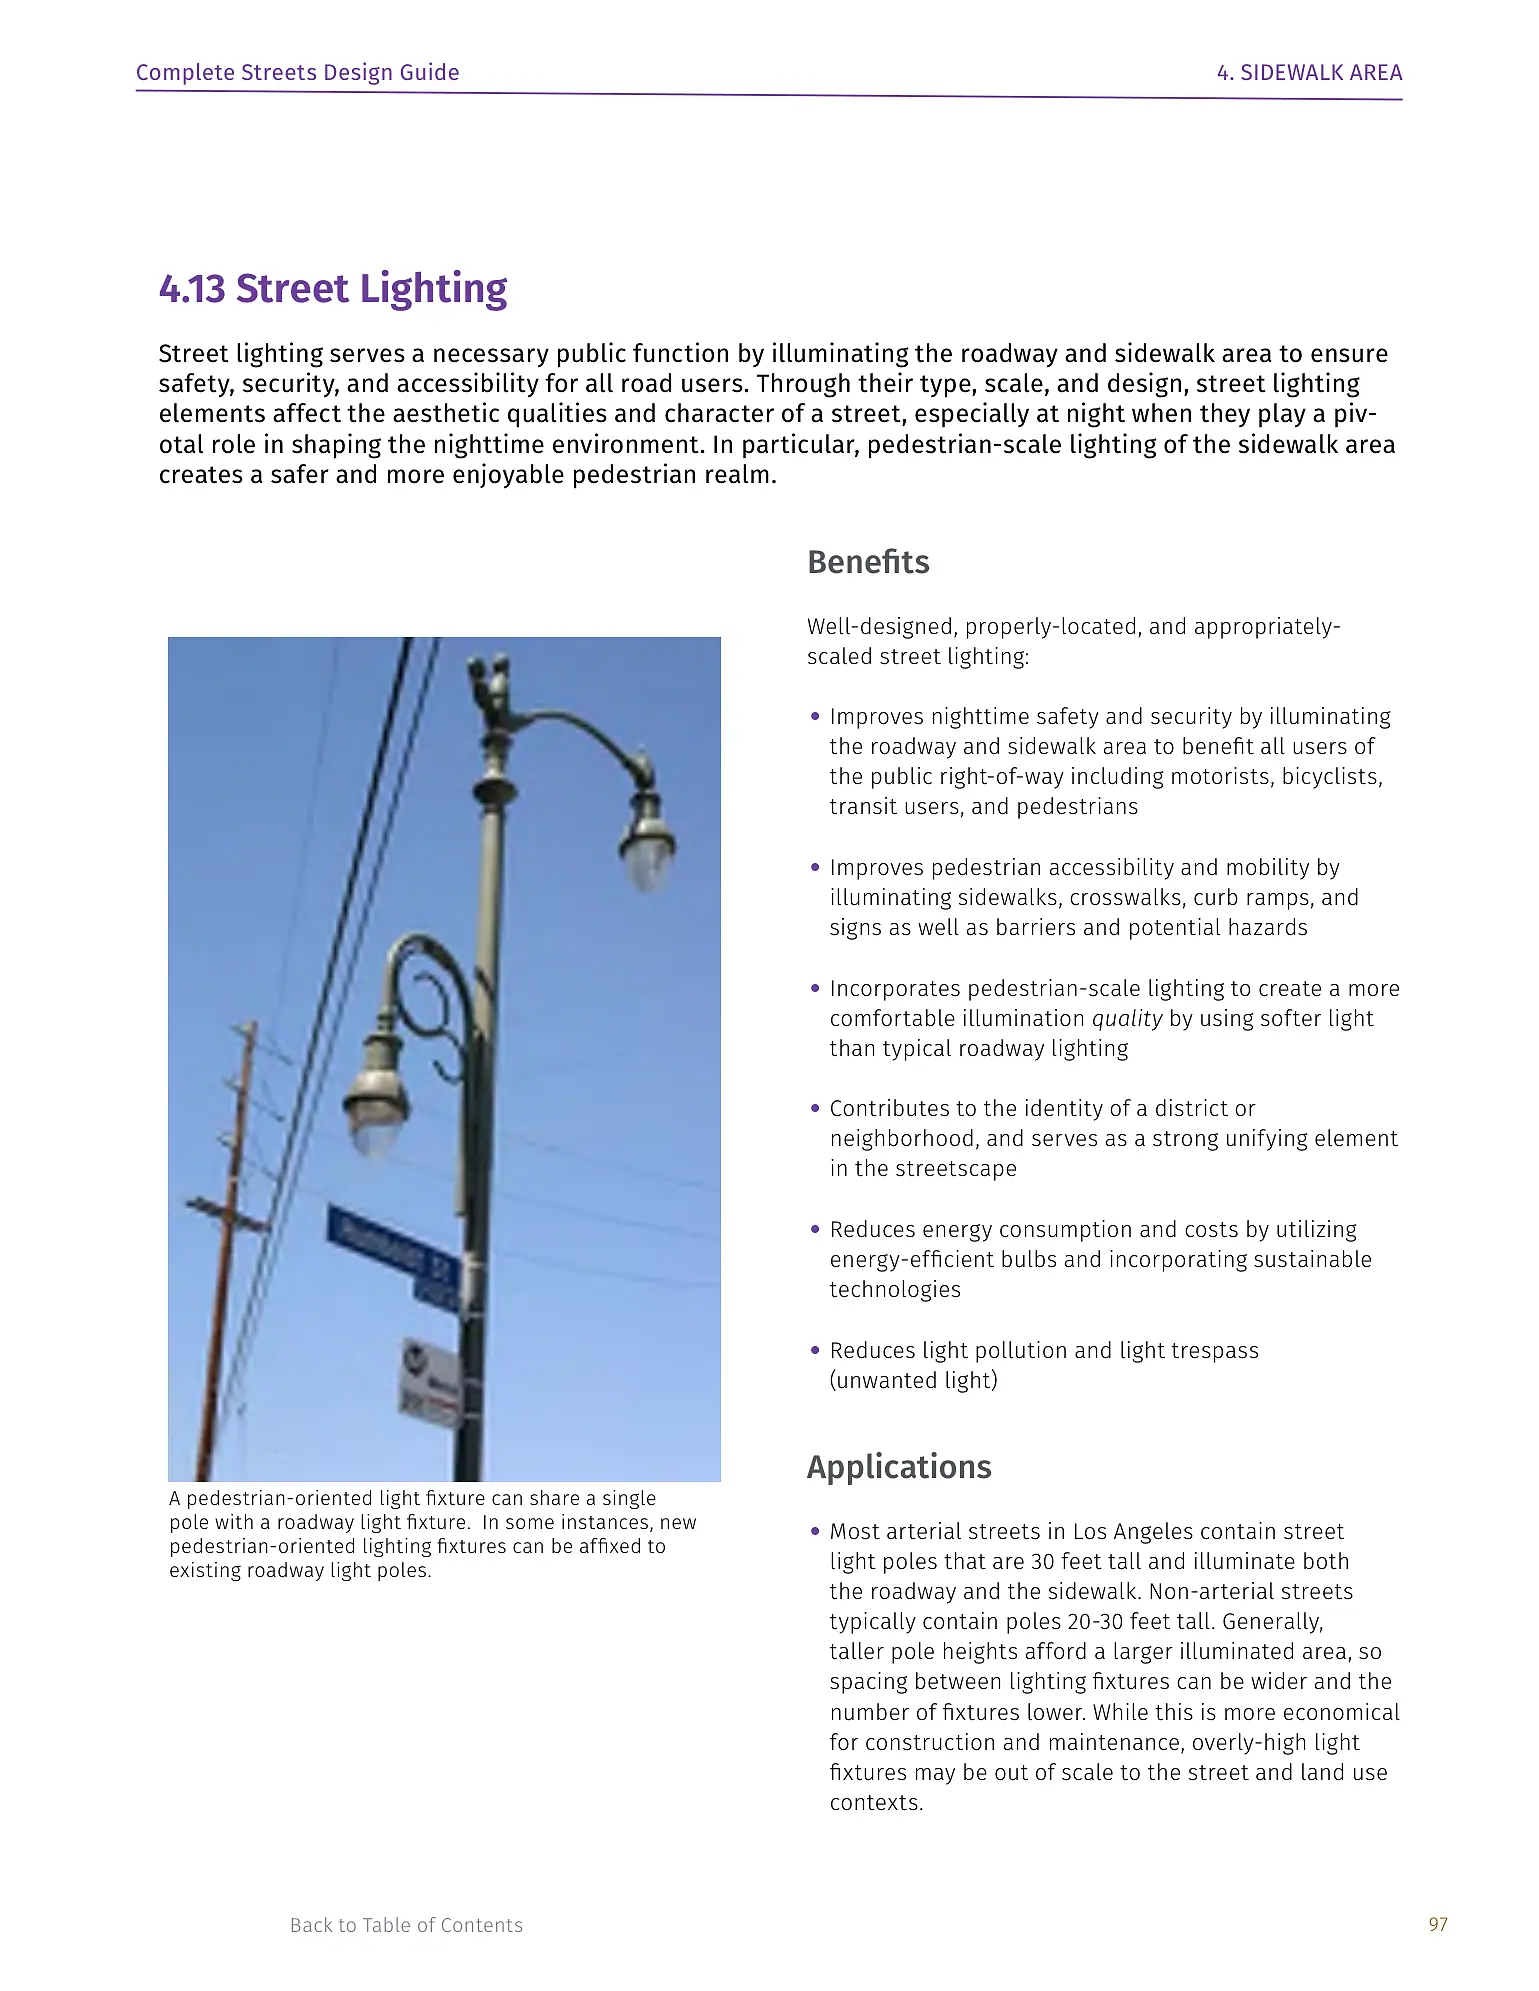 Complete Streets Design Guide
4. SIDEWALK AREA
4.13 Street Lighting
Street lighting serves a necessary public function by illuminating the roadway and sidewalk area to ensure
safety, security, and accessibility for all road users. Through their type, scale, and design, street lighting
elements affect the aesthetic qualities and character of a street, especially at night when they play a piv-
otal role in shaping the nighttime environment. In particular, pedestrian-scale lighting of the sidewalk area
creates a safer and more enjoyable pedestrian realm.
A pedestrian-oriented light fixture can share a single
pole with a roadway light fixture.  In some instances, new
pedestrian-oriented lighting fixtures can be affixed to
existing roadway light poles.
Benefits
Well-designed, properly-located, and appropriately-
scaled street lighting:
• Improves nighttime safety and security by illuminating
the roadway and sidewalk area to benefit all users of
the public right-of-way including motorists, bicyclists,
transit users, and pedestrians
• Improves pedestrian accessibility and mobility by
illuminating sidewalks, crosswalks, curb ramps, and
signs as well as barriers and potential hazards
• Incorporates pedestrian-scale lighting to create a more
comfortable illumination quality by using softer light
than typical roadway lighting
• Contributes to the identity of a district or
neighborhood, and serves as a strong unifying element
in the streetscape
• Reduces energy consumption and costs by utilizing
energy-efficient bulbs and incorporating sustainable
technologies
• Reduces light pollution and light trespass
(unwanted light)
Applications
• Most arterial streets in Los Angeles contain street
light poles that are 30 feet tall and illuminate both
the roadway and the sidewalk. Non-arterial streets
typically contain poles 20-30 feet tall. Generally,
taller pole heights afford a larger illuminated area, so
spacing between lighting fixtures can be wider and the
number of fixtures lower. While this is more economical
for construction and maintenance, overly-high light
fixtures may be out of scale to the street and land use
contexts.
Back to Table of Contents
97